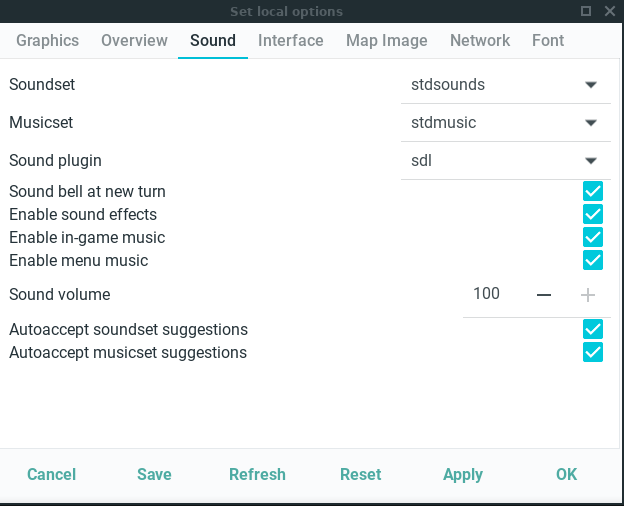 Set local options
Graphics Overview Sound Interface Map Image Network Font
Soundset stdsounds
Musicset stdmusic
Sound plugin sdl
Sound bell at new turn
Enable sound effects
Enable in-game music
Enable menu music
Sound volume 100
Autoaccept soundset suggestions
Autoaccept musicset suggestions
Cancel Save Refresh Reset Apply OK